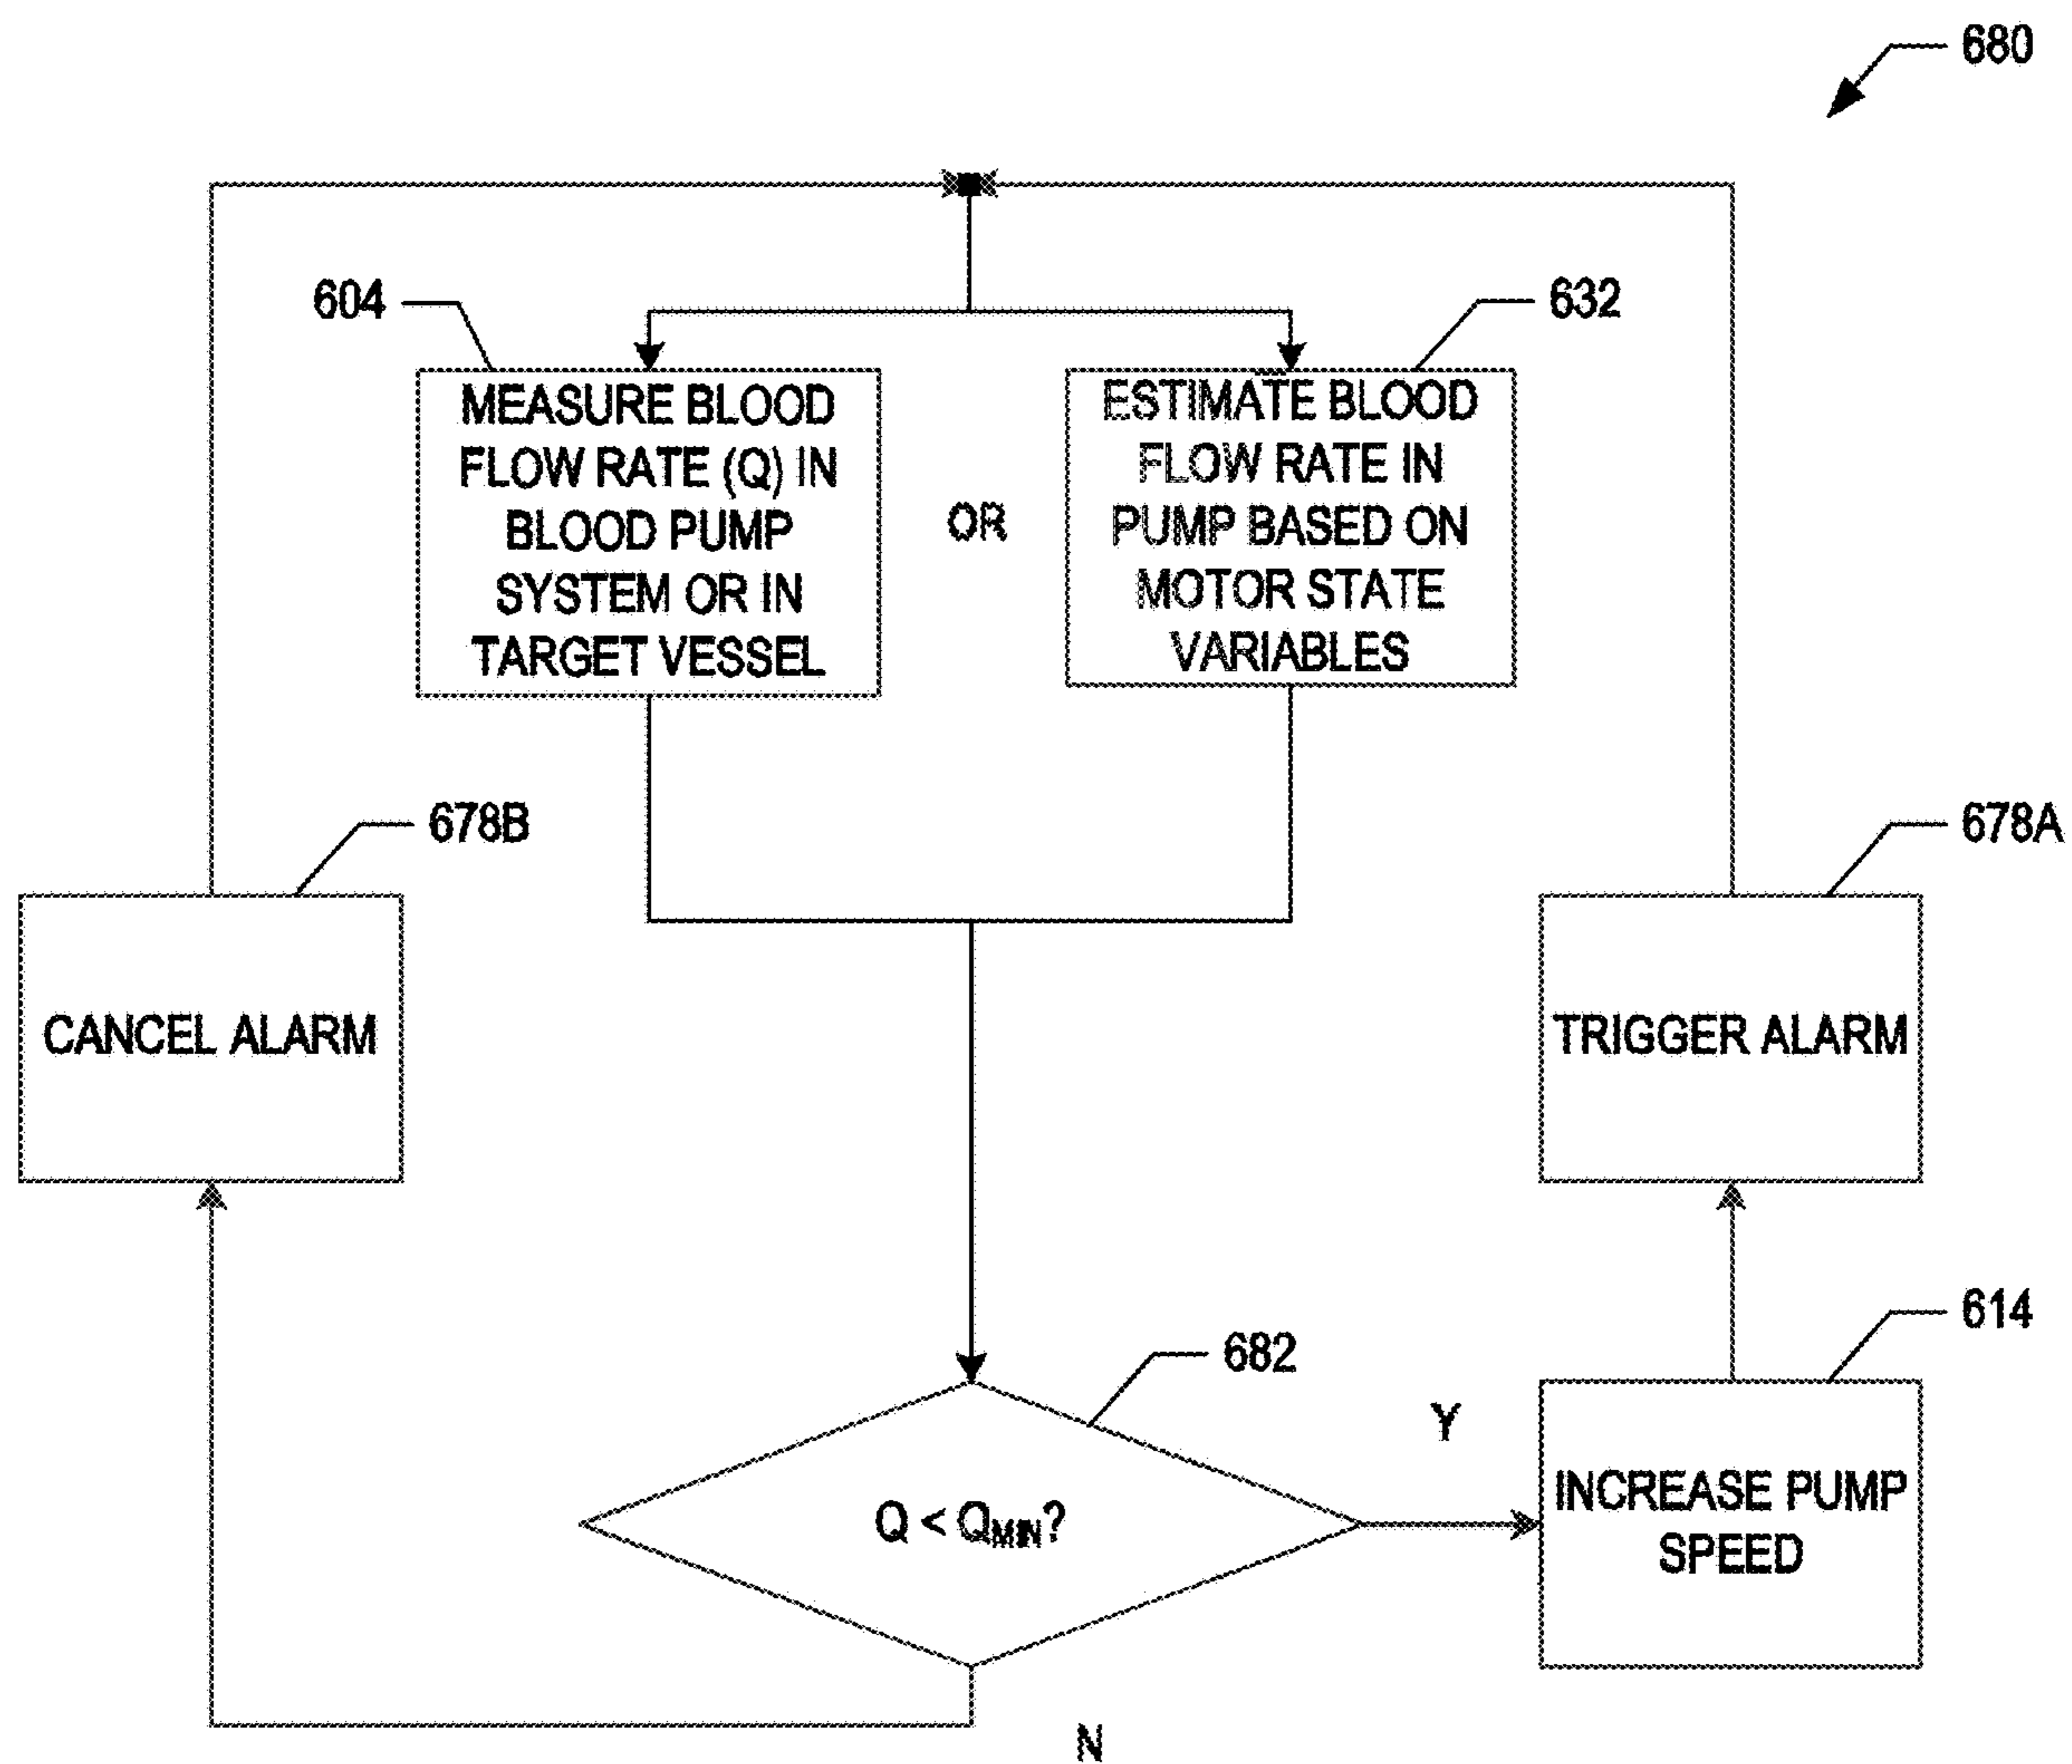 680
604
632
MEASURE BLOOD
FLOW RATE (Q) IN
BLOOD PUMP
SYSTEM OR IN
TARGET VESSEL
OR
ESTIMATE BLOOD
FLOW RATE IN
PUMP BASED ON
MOTOR STATE
VARIABLES
678B
678A
CANCEL ALARM
TRIGGER ALARM
682
614
Y
Q < QMIN?
INCREASE PUMP
SPEED
N